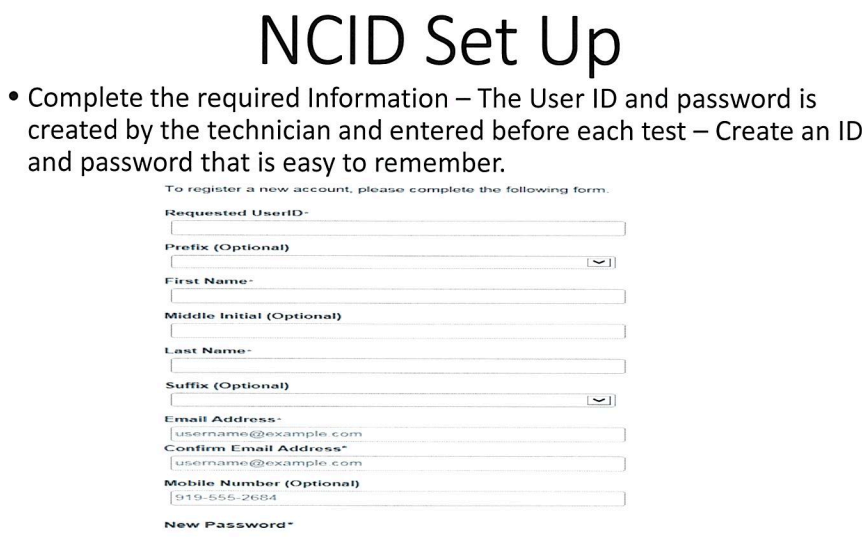 NCID Set Up
• Complete the required Information – The User ID and password is
created by the technician and entered before each test – Create an ID
and password that is easy to remember.
To register a new account, please complete the following form.
Requested UserID*
Prefix (Optional)
First Name*
Middle Initial (Optional)
Last Name*
Suffix (Optional)
Email Address*
username@example.com
Confirm Email Address*
username@example.com
Mobile Number (Optional)
919-555-2684
New Password*